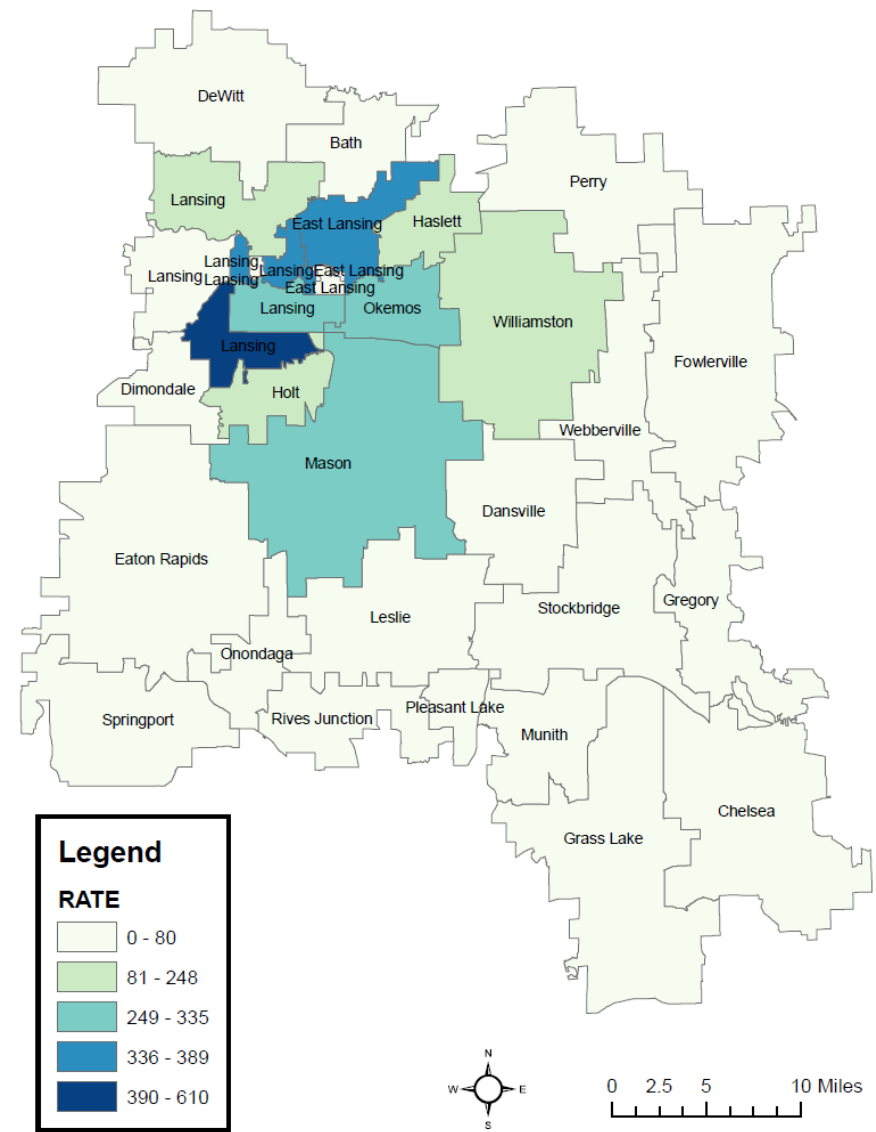 DeWitt
Bath
Perry
Lansing
Haslett
East Lansing
Lansing
Lansing
East Lansing
Lansing
Lansing
East Lansing
Lansing
Okemos
Williamston
Lansing
Fowlerville
Dimondale
Holt
Webberville
Mason
Dansville
Eaton Rapids
Gregory
Stockbridge
Leslie
Onondaga
Pleasant Lake
Springport
Rives Junction
Munith
Chelsea
Grass Lake
Legend
RATE
0 - 80
81 - 248
249 - 335
336 - 389
390 - 610
N
W
E
S
0 2.5 5 10 Miles